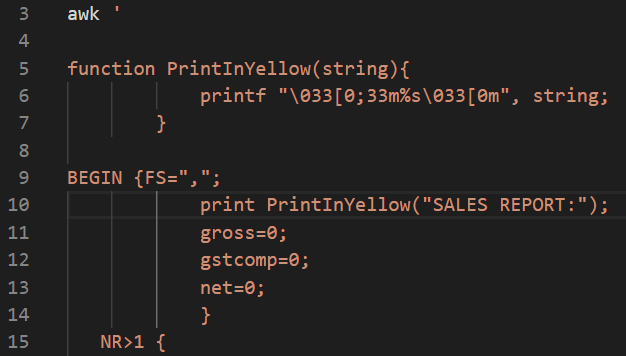 3 awk '
4
5 function PrintInYellow(string){
6 printf "\033[0;33m%s\033[0m", string;
7 }
8
9 BEGIN {FS=",";
10 print PrintInYellow("SALES REPORT:");
11 gross=0;
12 gstcomp=0;
13 net=0;
14 }
15 NR>1 {